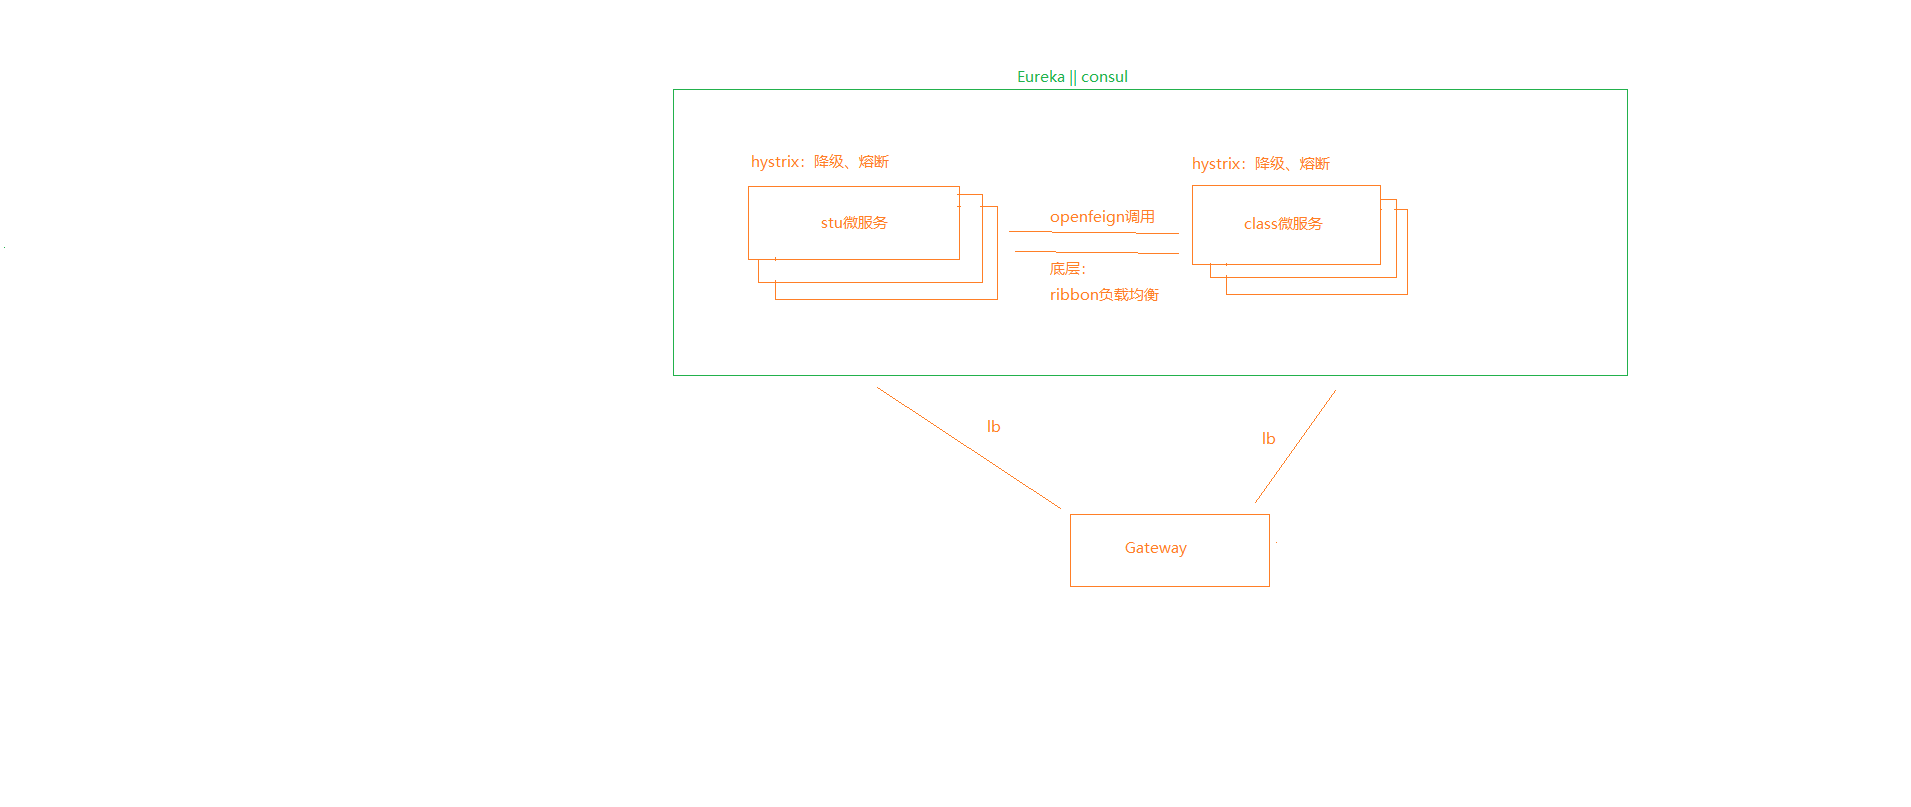 Eureka || consul
hystrix：降级、熔断
hystrix：降级、熔断
stu微服务
openfeign调用
class微服务
底层：
ribbon负载均衡
lb
lb
Gateway